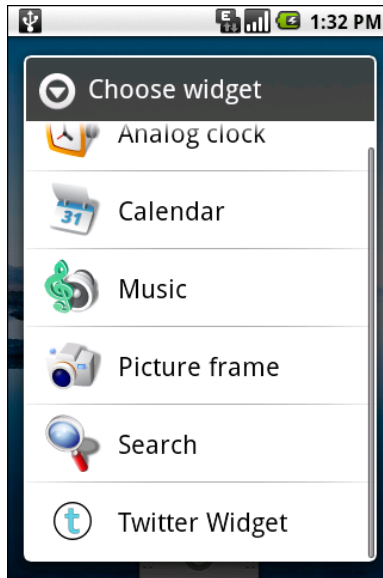 E 1:32 PM
Choose widget
Analog clock
31 Calendar
Music
Picture frame
Search
t Twitter Widget